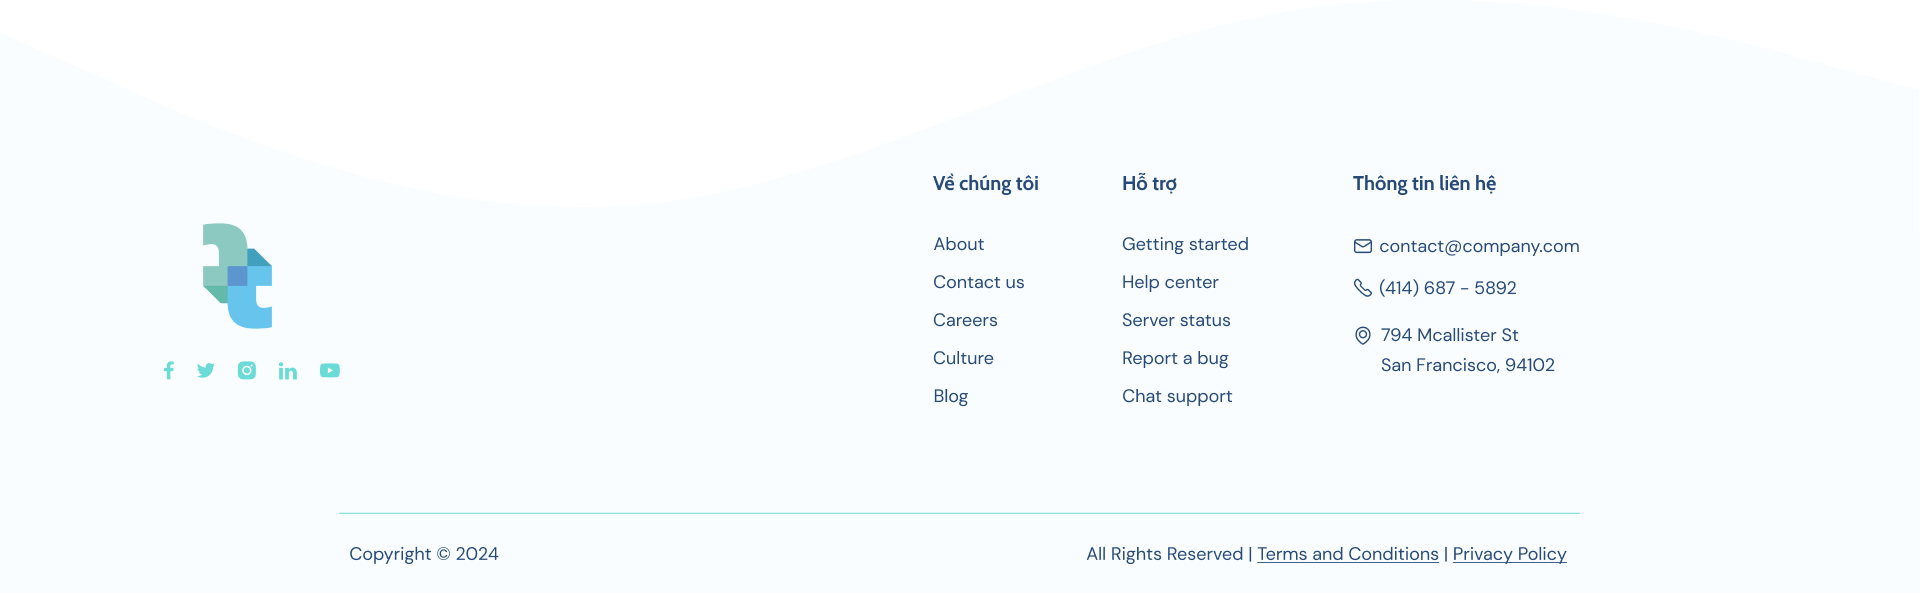 Về chúng tôi
About
Contact us
Careers
Culture
Blog
Hỗ trợ
Getting started
Help center
Server status
Report a bug
Chat support
Thông tin liên hệ
contact@company.com
(414) 687 - 5892
794 Mcallister St
San Francisco, 94102
Copyright © 2024
All Rights Reserved | Terms and Conditions | Privacy Policy